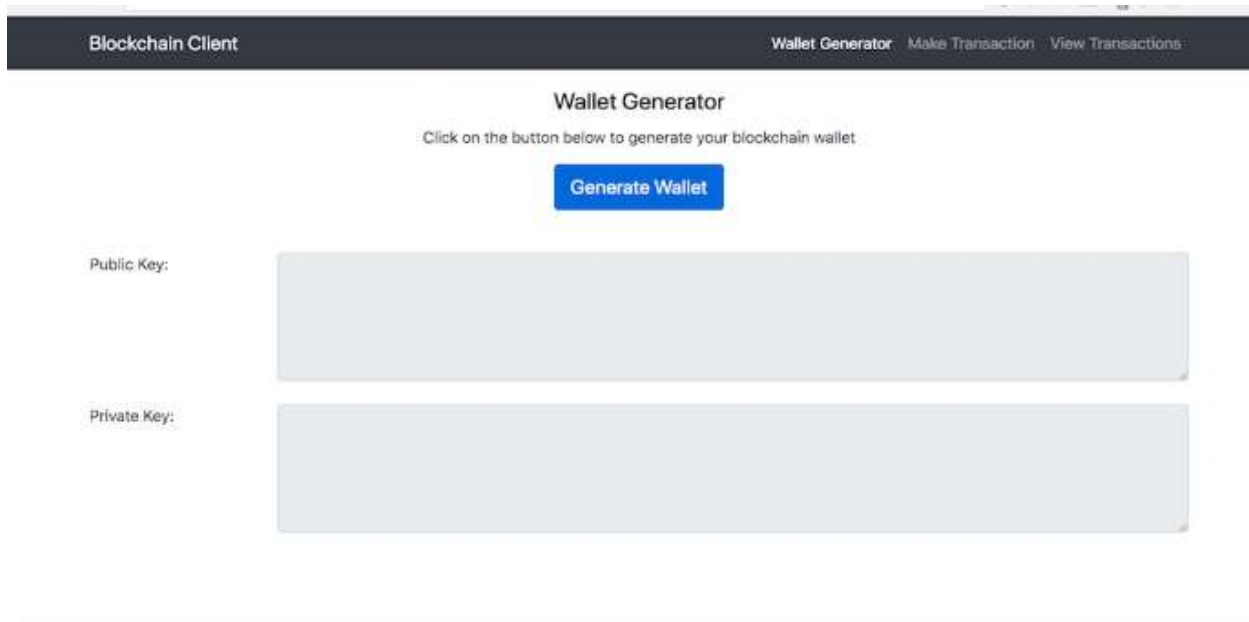 Blockchain Client
Wallet Generator Make Transaction View Transactions
Wallet Generator
Click on the button below to generate your blockchain wallet
Generate Wallet
Public Key:
Private Key: